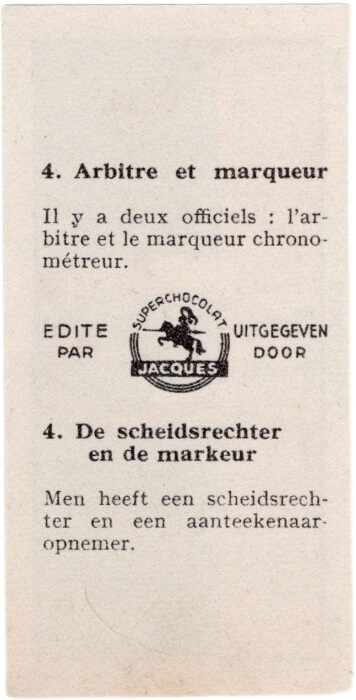 4. Arbitre et marqueur
Il y a deux officiels : l'ar-
bitre et le marqueur chrono-
métreur.
EDITE
PAR
SUPERCHOCOLAT
JACQUES
UITGEGEVEN
DOOR
4. De scheidsrechter
en de markeur
Men heeft een scheidsrech-
ter en een aanteekenaar-
opnemer.